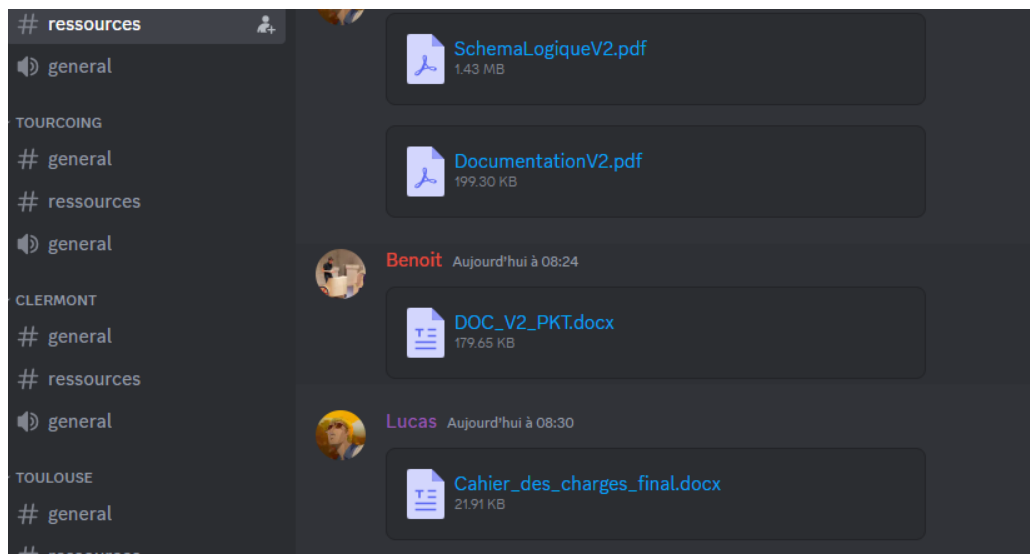 # ressources
general
TOURCOING
# general
# ressources
general
CLERMONT
# general
# ressources
general
TOULOUSE
# general
# ressources
SchemaLogiqueV2.pdf
1.43 MB
DocumentationV2.pdf
199.30 KB
Benoit Aujourd'hui à 08:24
DOC_V2_PKT.docx
179.65 KB
Lucas Aujourd'hui à 08:30
Cahier_des_charges_final.docx
21.91 KB